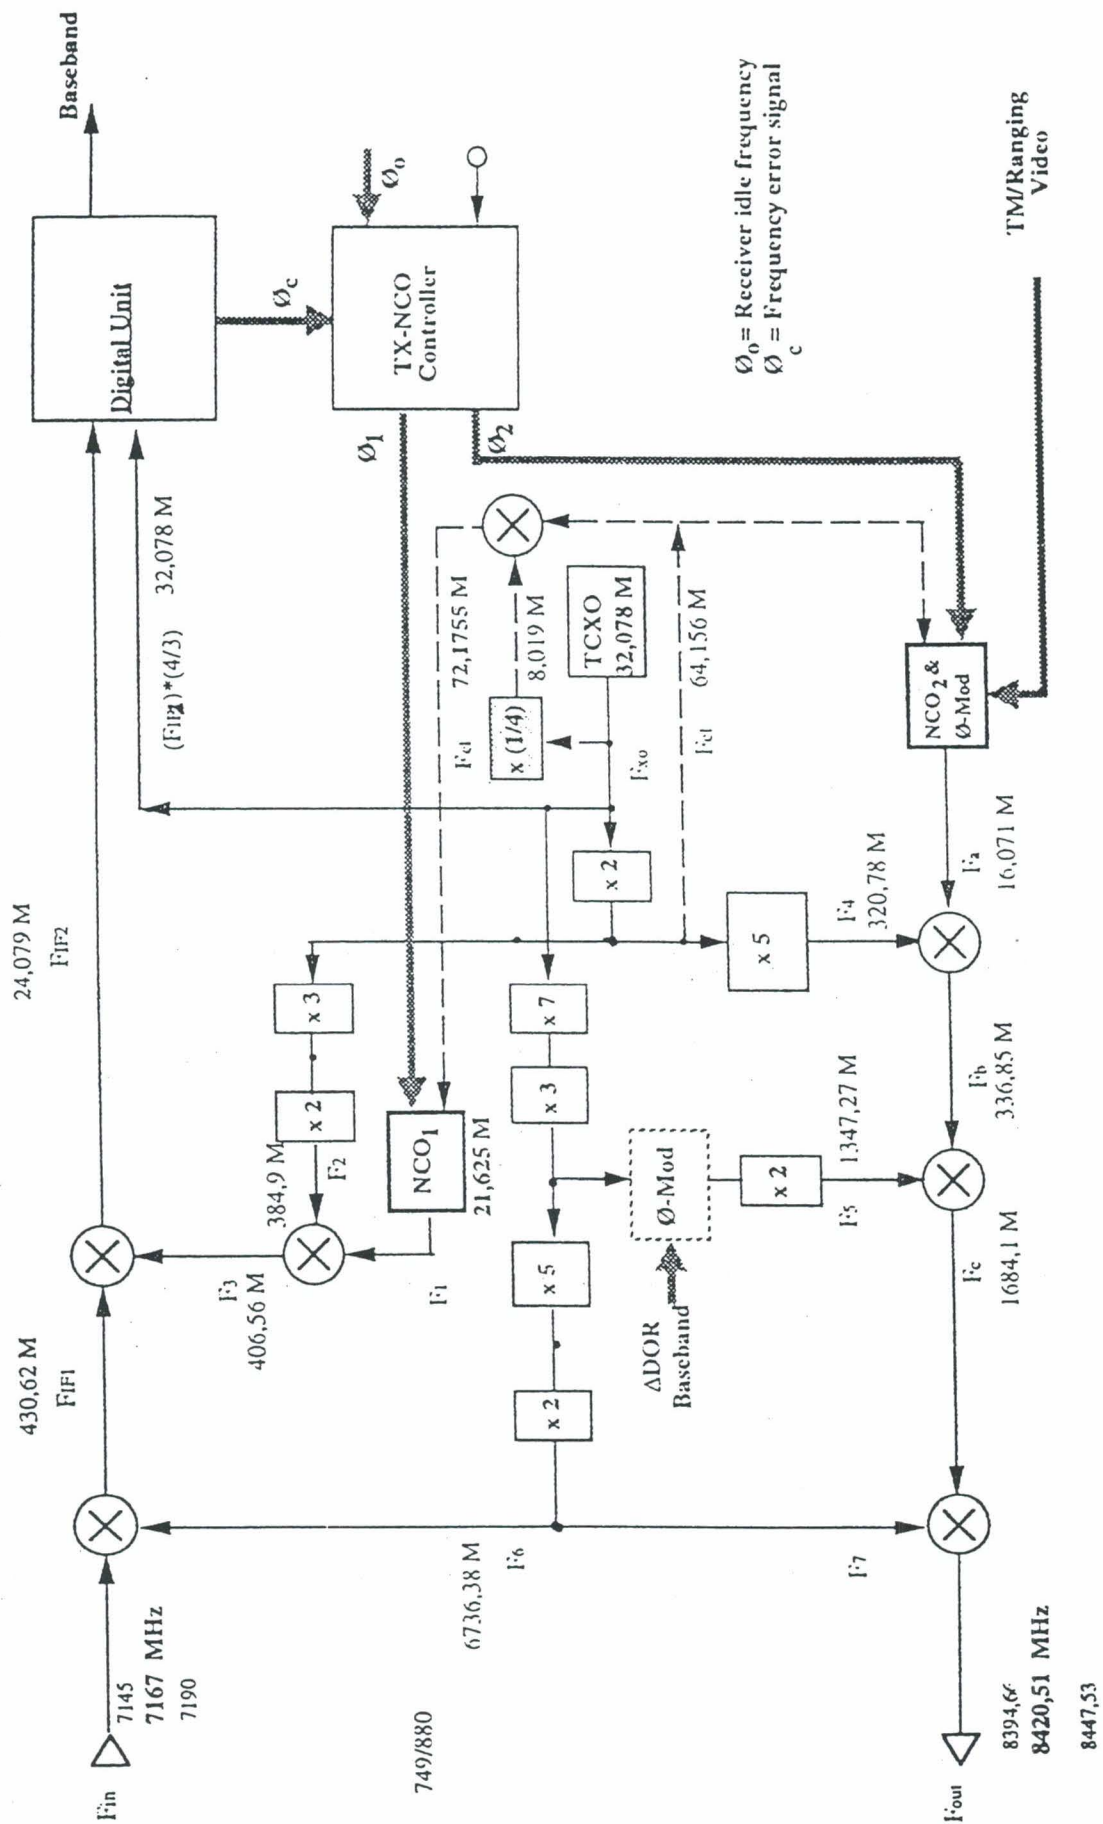 Fin
7145
7167 MHz
7190
430,62 M
FIF1
24,079 M
FIF2
Baseband
Digital Unit
(FIF2)*(4/3) 32,078 M
Øc
TX-NCO
Controller
Øo
Ø1
Ø2
Øo= Receiver idle frequency
Øc = Frequency error signal
F3
406,56 M
384,9 M
F2
x 2
x 3
F1
NCO1
21,625 M
Fcl
72,1755 M
x (1/4)
8,019 M
TCXO
32,078 M
Fxo
x 2
Fcl
64,156 M
6736,38 M
F6
749/880
x 2
x 5
x 3
x 7
ΔDOR
Baseband
Ø-Mod
x 2
F5
1347,27 M
x 5
F4
320,78 M
NCO2 &
Ø-Mod
TM/Ranging
Video
Fa
16,071 M
Fb
336,85 M
Fc
1684,1 M
F7
Fout
8394,66
8420,51 MHz
8447,53